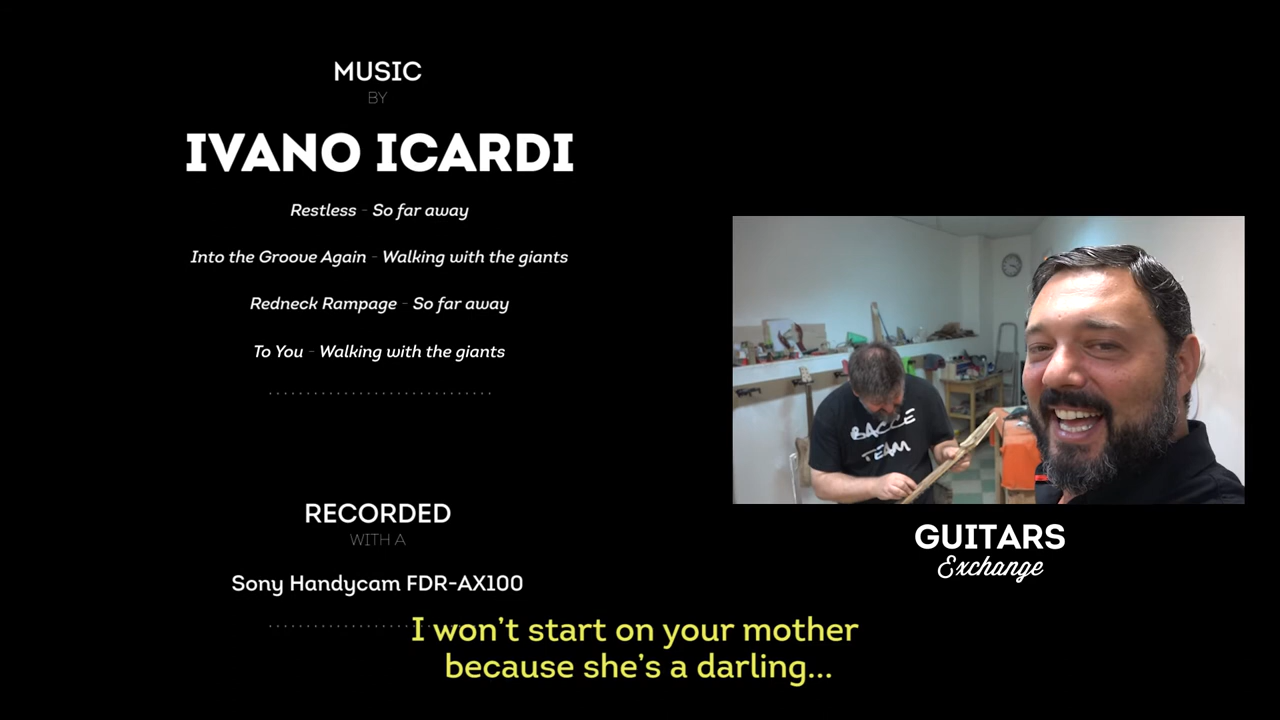 MUSIC
BY
IVANO ICARDI
Restless - So far away
Into the Groove Again - Walking with the giants
Redneck Rampage - So far away
To You - Walking with the giants
RECORDED
WITH A
Sony Handycam FDR-AX100
BACCE
TEAM
GUITARS
Exchange
I won't start on your mother
because she's a darling...